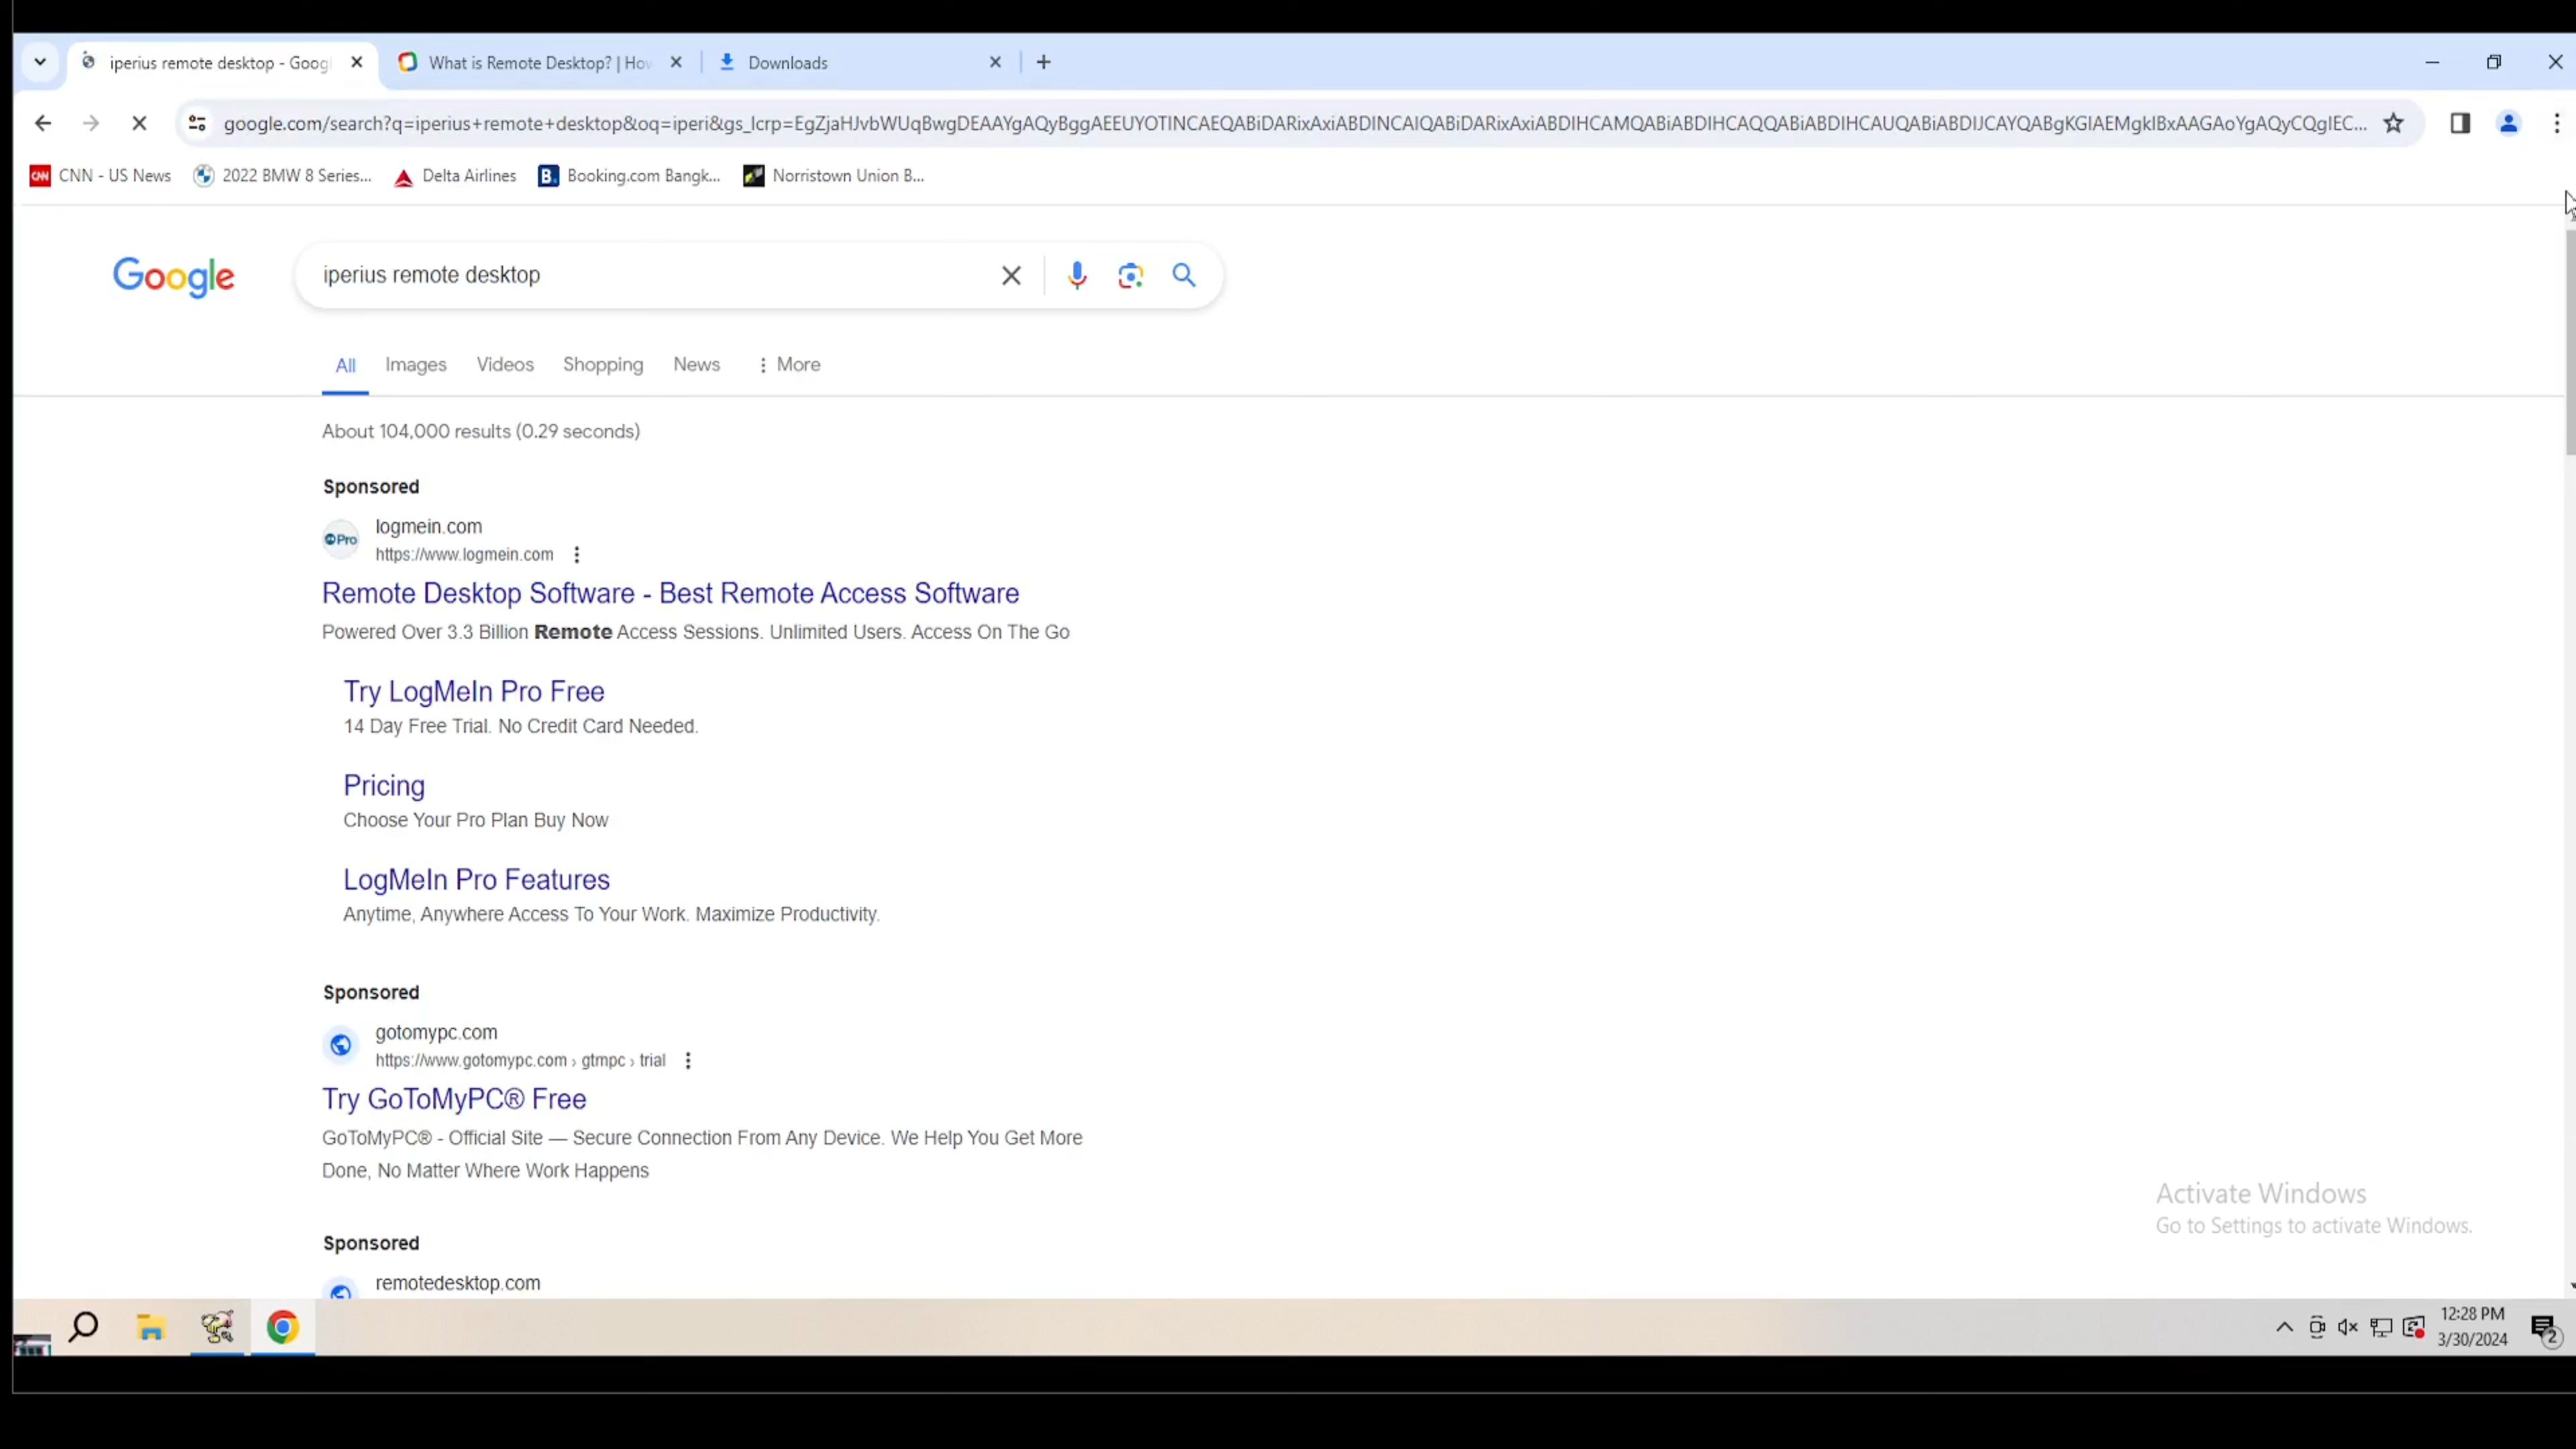 iperius remote desktop - Goog
What is Remote Desktop? | How
Downloads
google.com/search?q=iperius+remote+desktop&oq=iperi&gs_lcrp=
CNN - US News
2022 BMW 8 Series...
Delta Airlines
B. Booking.com Bangk...
Norristown Union B...
Google
iperius remote desktop
All
Images
Videos
Shopping
News
More
About 104,000 results (0.29 seconds)
Sponsored
Pro
logmein.com
https://www.logmein.com
Remote Desktop Software - Best Remote Access Software
Powered Over 3.3 Billion Remote Access Sessions. Unlimited Users. Access On The Go
Try LogMeIn Pro Free
14 Day Free Trial. No Credit Card Needed.
Pricing
Choose Your Pro Plan Buy Now
LogMeIn Pro Features
Anytime, Anywhere Access To Your Work. Maximize Productivity.
Sponsored
gotomypc.com
https://www.gotomypc.com › gtmpc › trial
Try GoToMyPC® Free
GoToMyPC® - Official Site — Secure Connection From Any Device. We Help You Get More
Done, No Matter Where Work Happens
Sponsored
remotedesktop.com
Activate Windows
Go to Settings to activate Windows.
12:28 PM
3/30/2024
2